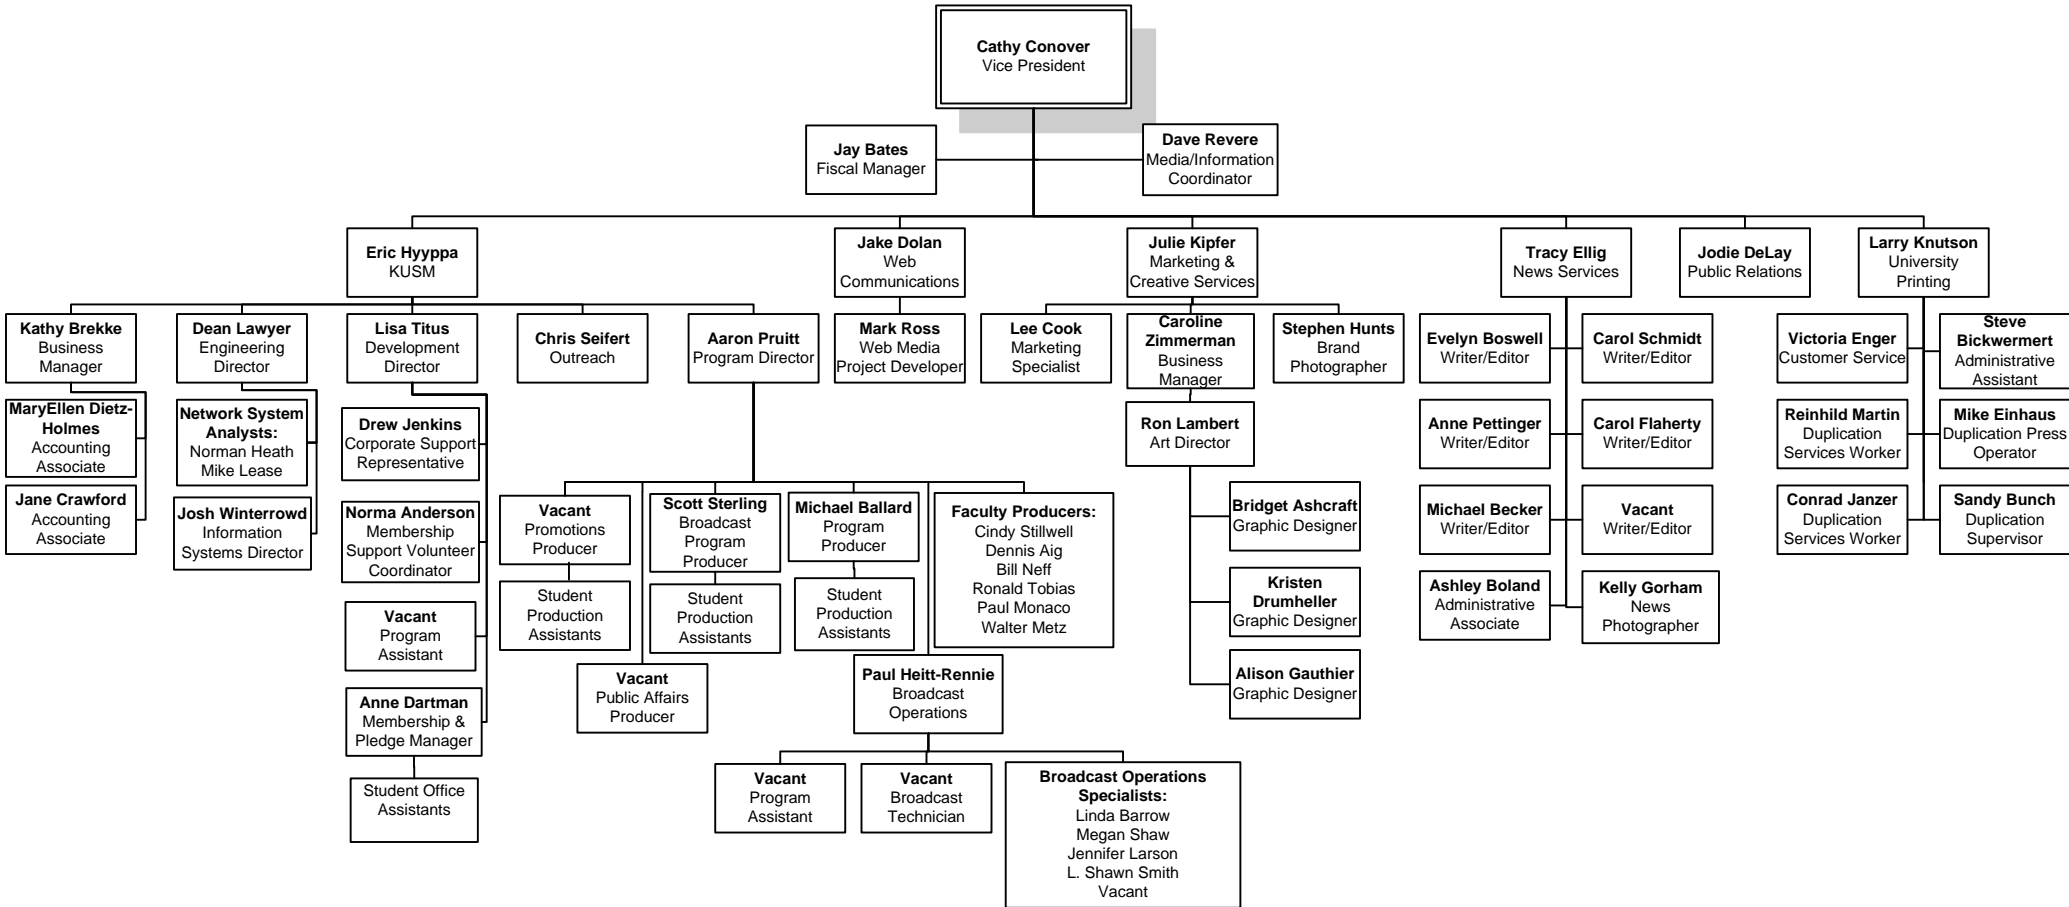 Cathy Conover
Vice President
Jay Bates
Fiscal Manager
Dave Revere
Media/Information
Coordinator
Eric Hyyppa
KUSM
Jake Dolan
Web
Communications
Julie Kipfer
Marketing &
Creative Services
Tracy Ellig
News Services
Jodie DeLay
Public Relations
Larry Knutson
University
Printing
Kathy Brekke
Business
Manager
Dean Lawyer
Engineering
Director
Lisa Titus
Development
Director
Chris Seifert
Outreach
Aaron Pruitt
Program Director
Mark Ross
Web Media
Project Developer
Lee Cook
Marketing
Specialist
Caroline
Zimmerman
Business
Manager
Stephen Hunts
Brand
Photographer
Evelyn Boswell
Writer/Editor
Carol Schmidt
Writer/Editor
Victoria Enger
Customer Service
Steve
Bickwermert
Administrative
Assistant
MaryEllen Dietz-
Holmes
Accounting
Associate
Network System
Analysts:
Norman Heath
Mike Lease
Drew Jenkins
Corporate Support
Representative
Ron Lambert
Art Director
Anne Pettinger
Writer/Editor
Carol Flaherty
Writer/Editor
Reinhild Martin
Duplication
Services Worker
Mike Einhaus
Duplication Press
Operator
Jane Crawford
Accounting
Associate
Josh Winterrowd
Information
Systems Director
Norma Anderson
Membership
Support Volunteer
Coordinator
Vacant
Promotions
Producer
Scott Sterling
Broadcast
Program
Producer
Michael Ballard
Program
Producer
Faculty Producers:
Cindy Stillwell
Dennis Aig
Bill Neff
Ronald Tobias
Paul Monaco
Walter Metz
Bridget Ashcraft
Graphic Designer
Michael Becker
Writer/Editor
Vacant
Writer/Editor
Conrad Janzer
Duplication
Services Worker
Sandy Bunch
Duplication
Supervisor
Vacant
Program
Assistant
Student
Production
Assistants
Student
Production
Assistants
Student
Production
Assistants
Kristen
Drumheller
Graphic Designer
Ashley Boland
Administrative
Associate
Kelly Gorham
News
Photographer
Anne Dartman
Membership &
Pledge Manager
Vacant
Public Affairs
Producer
Paul Heitt-Rennie
Broadcast
Operations
Alison Gauthier
Graphic Designer
Student Office
Assistants
Vacant
Program
Assistant
Vacant
Broadcast
Technician
Broadcast Operations
Specialists:
Linda Barrow
Megan Shaw
Jennifer Larson
L. Shawn Smith
Vacant